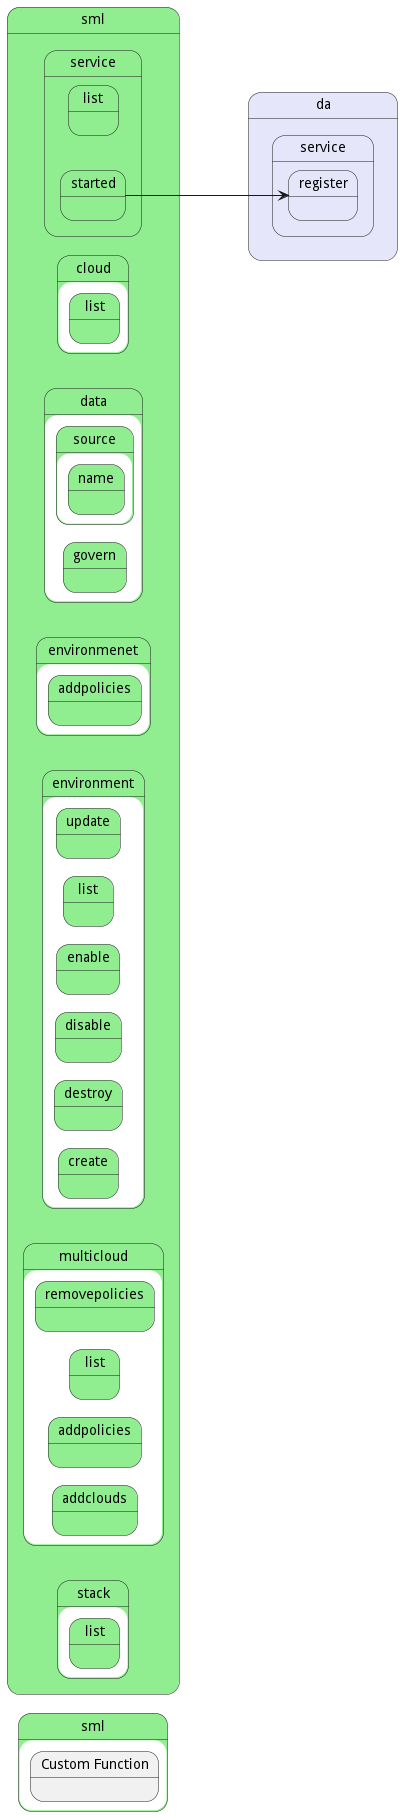 sml
service
list
started
da
service
register
cloud
list
data
source
name
govern
environmenet
addpolicies
environment
update
list
enable
disable
destroy
create
multicloud
removepolicies
list
addpolicies
addclouds
stack
list
sml
Custom Function